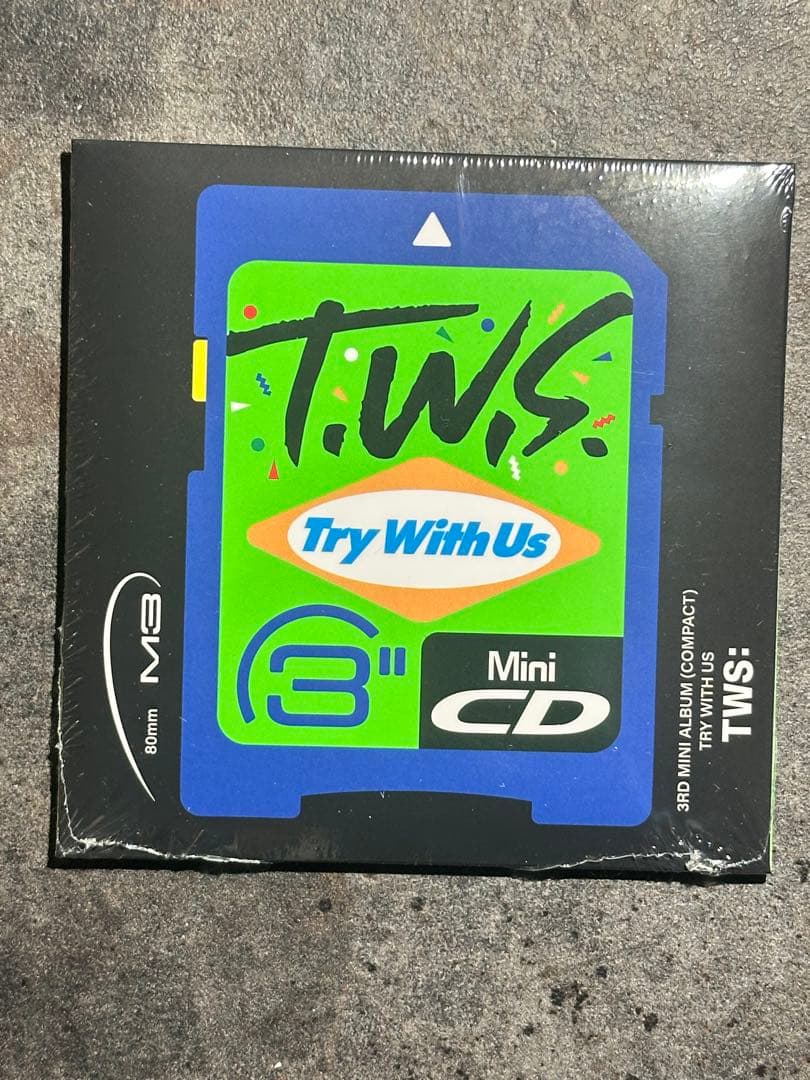 T.W.S.
Try With Us
3"
Mini
CD
M3
80mm
3RD MINI ALBUM (COMPACT)
TRY WITH US
TWS: